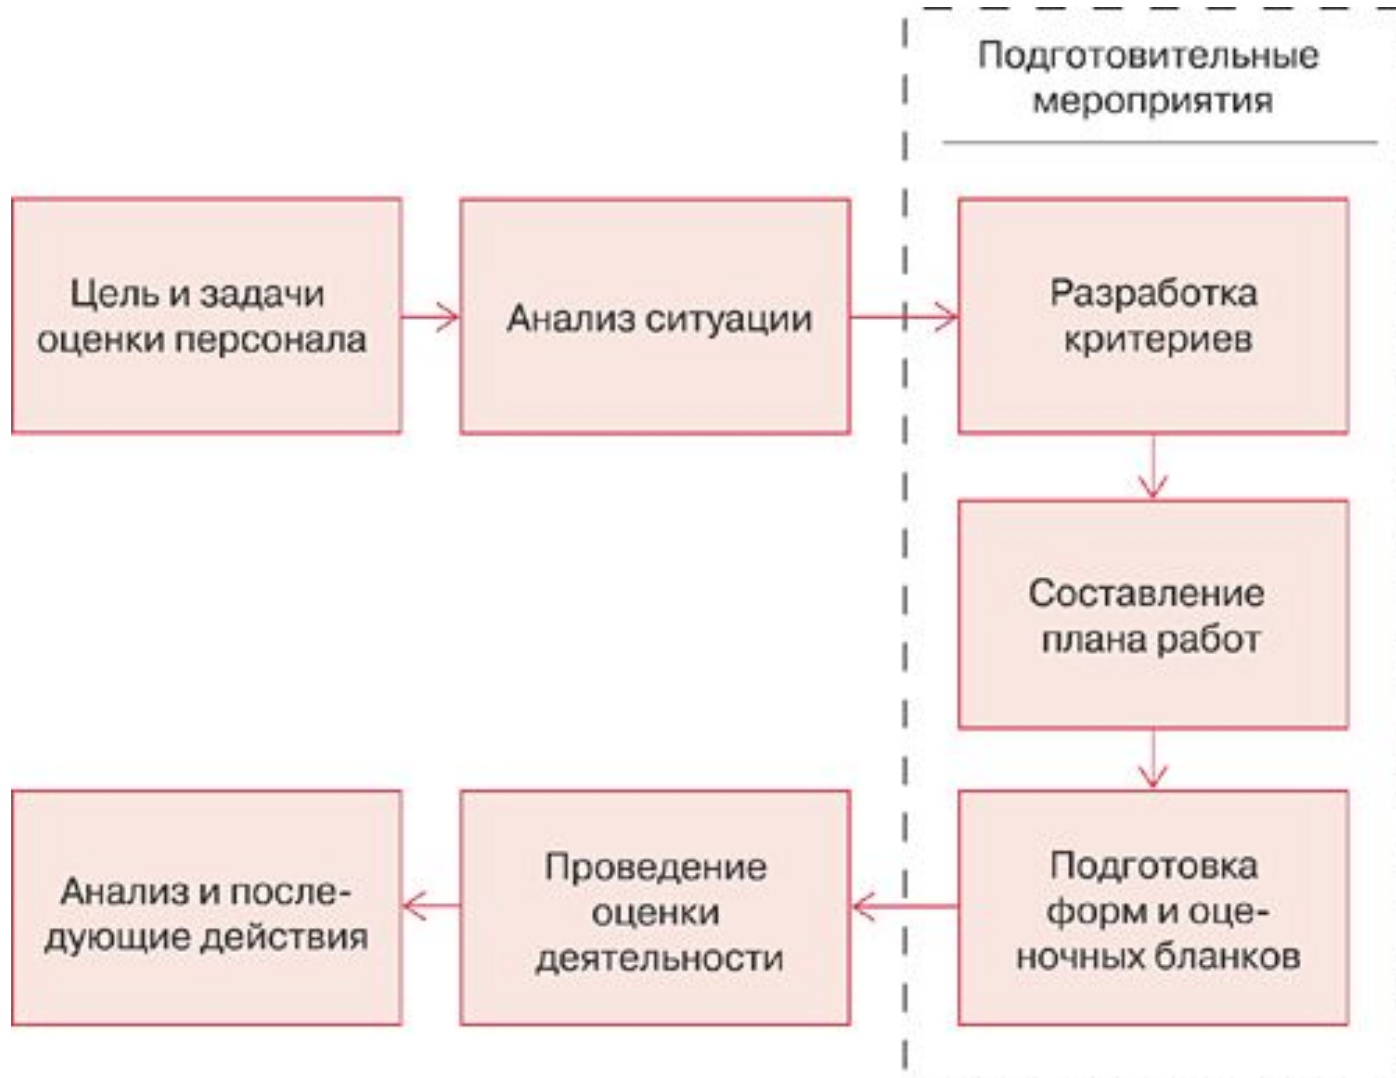 Подготовительные
мероприятия
Цель и задачи
оценки персонала
Анализ ситуации
Разработка
критериев
Составление
плана работ
Подготовка
форм и оце-
ночных бланков
Проведение
оценки
деятельности
Анализ и после-
дующие действия